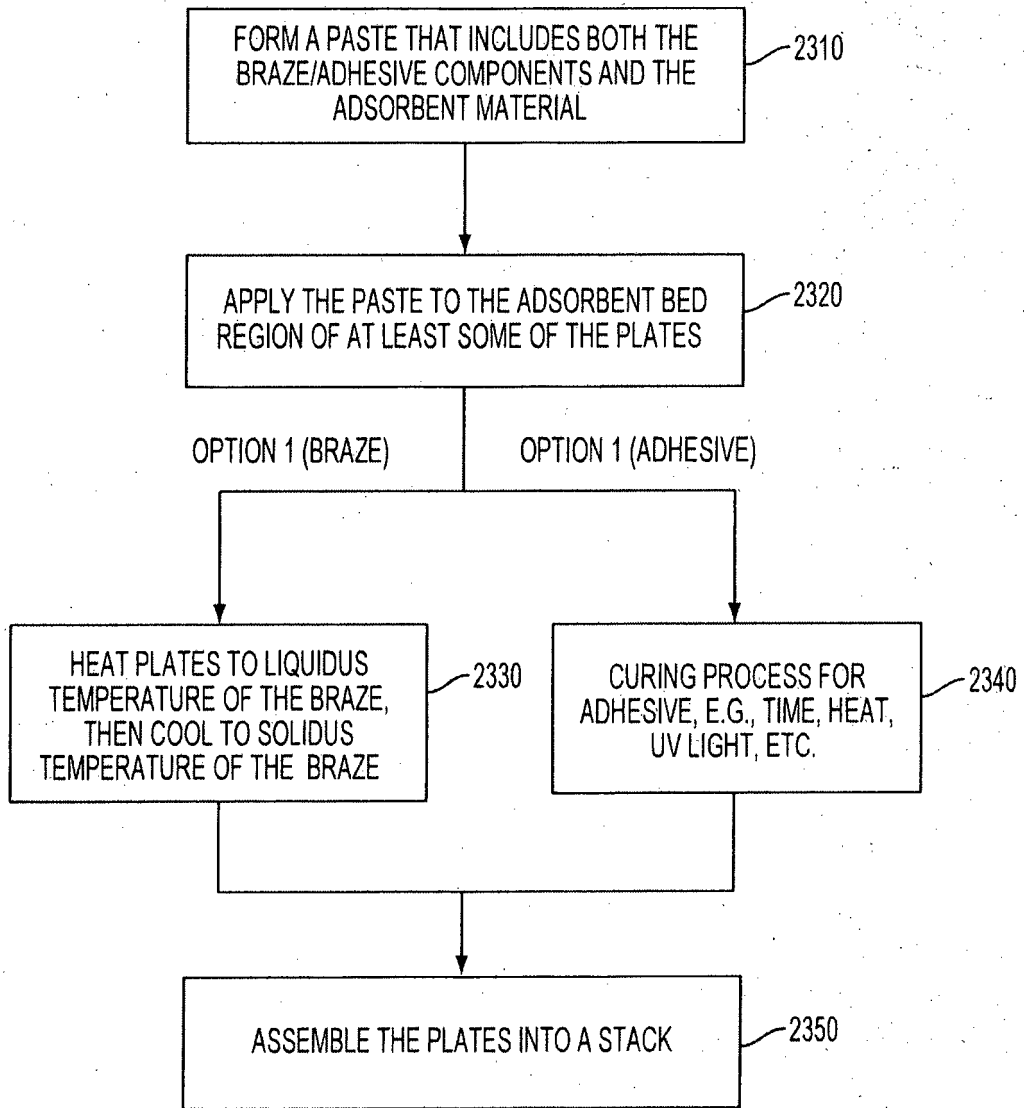 FORM A PASTE THAT INCLUDES BOTH THE
BRAZE/ADHESIVE COMPONENTS AND THE
ADSORBENT MATERIAL
2310
APPLY THE PASTE TO THE ADSORBENT BED
REGION OF AT LEAST SOME OF THE PLATES
2320
OPTION 1 (BRAZE)
OPTION 1 (ADHESIVE)
HEAT PLATES TO LIQUIDUS
TEMPERATURE OF THE BRAZE,
THEN COOL TO SOLIDUS
TEMPERATURE OF THE BRAZE
2330
CURING PROCESS FOR
ADHESIVE, E.G., TIME, HEAT,
UV LIGHT, ETC.
2340
ASSEMBLE THE PLATES INTO A STACK
2350